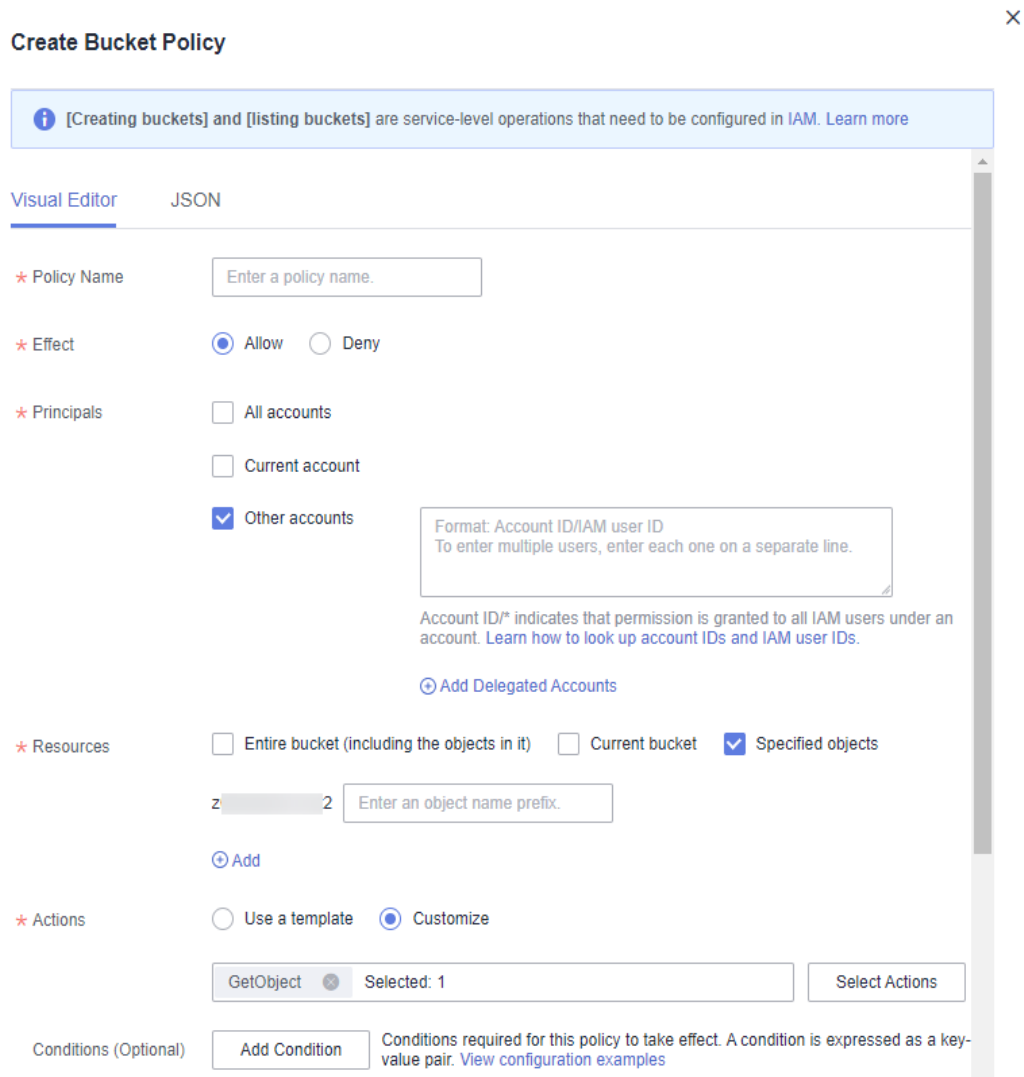 Create Bucket Policy
[Creating buckets] and [listing buckets] are service-level operations that need to be configured in IAM. Learn more
Visual Editor JSON
* Policy Name Enter a policy name.
* Effect Allow Deny
* Principals All accounts
Current account
Other accounts Format: Account ID/IAM user ID
To enter multiple users, enter each one on a separate line.
Account ID/* indicates that permission is granted to all IAM users under an
account. Learn how to look up account IDs and IAM user IDs.
Add Delegated Accounts
* Resources Entire bucket (including the objects in it) Current bucket Specified objects
z 2 Enter an object name prefix.
Add
* Actions Use a template Customize
GetObject Selected: 1 Select Actions
Conditions (Optional) Add Condition Conditions required for this policy to take effect. A condition is expressed as a key-
value pair. View configuration examples